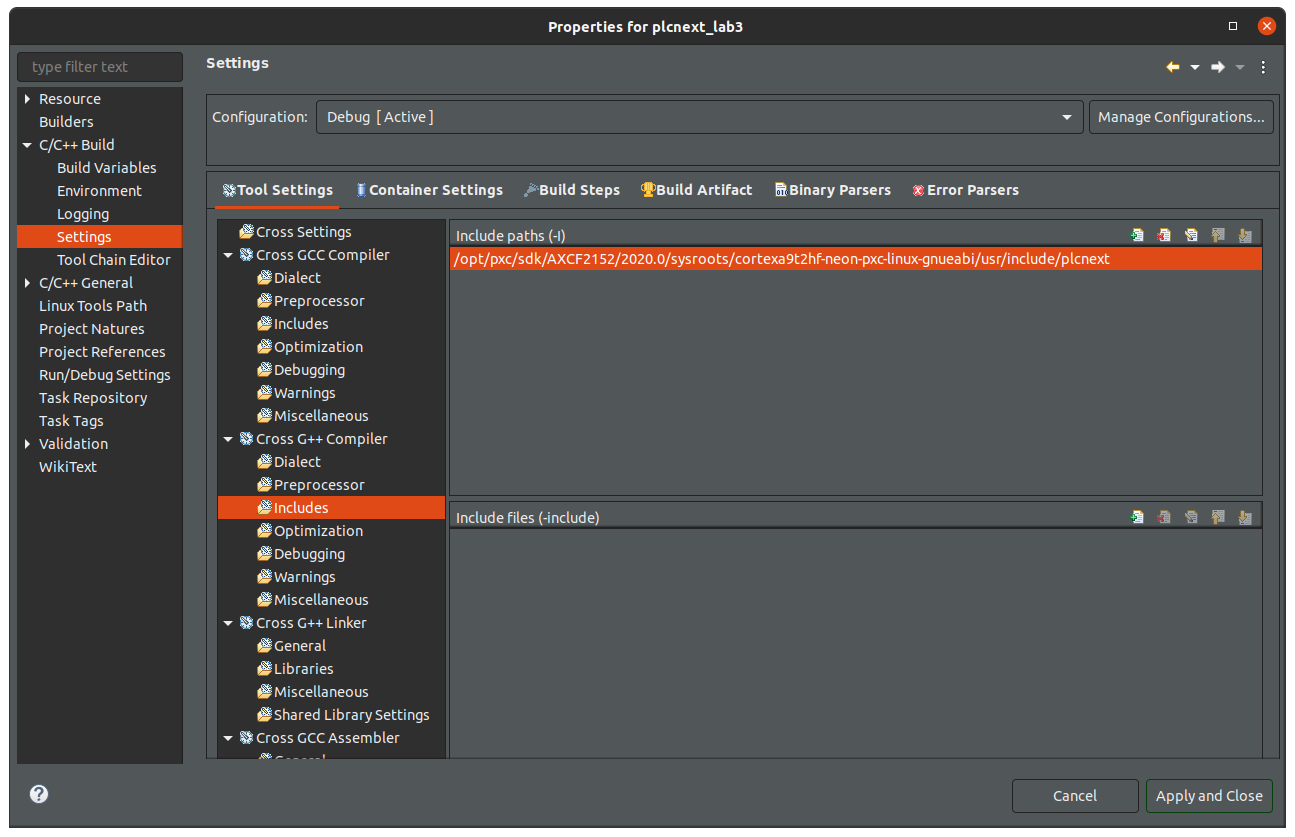 Properties for plcnext_lab3
type filter text
Resource
Builders
C/C++ Build
Build Variables
Environment
Logging
Settings
Tool Chain Editor
C/C++ General
Linux Tools Path
Project Natures
Project References
Run/Debug Settings
Task Repository
Task Tags
Validation
WikiText
Settings
Configuration: Debug [ Active ] Manage Configurations...
Tool Settings Container Settings Build Steps Build Artifact Binary Parsers Error Parsers
Cross Settings
Cross GCC Compiler
Dialect
Preprocessor
Includes
Optimization
Debugging
Warnings
Miscellaneous
Cross G++ Compiler
Dialect
Preprocessor
Includes
Optimization
Debugging
Warnings
Miscellaneous
Cross G++ Linker
General
Libraries
Miscellaneous
Shared Library Settings
Cross GCC Assembler
General
Include paths (-I)
/opt/pxc/sdk/AXCF2152/2020.0/sysroots/cortexa9t2hf-neon-pxc-linux-gnueabi/usr/include/plcnext
Include files (-include)
Cancel Apply and Close